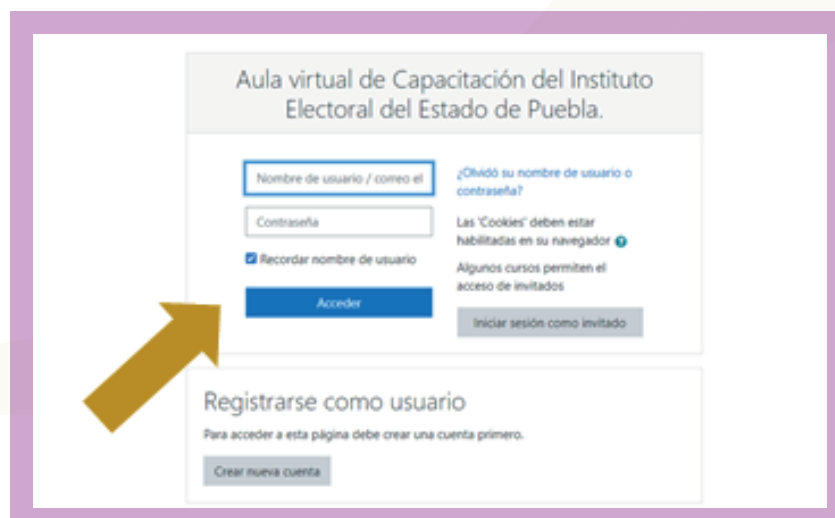 Aula virtual de Capacitación del Instituto
Electoral del Estado de Puebla.
Nombre de usuario / correo el
Contraseña
Recordar nombre de usuario
Acceder
¿Olvidó su nombre de usuario o
contraseña?
Las 'Cookies' deben estar
habilitadas en su navegador
Algunos cursos permiten el
acceso de invitados
Iniciar sesión como invitado
Registrarse como usuario
Para acceder a esta página debe crear una cuenta primero.
Crear nueva cuenta